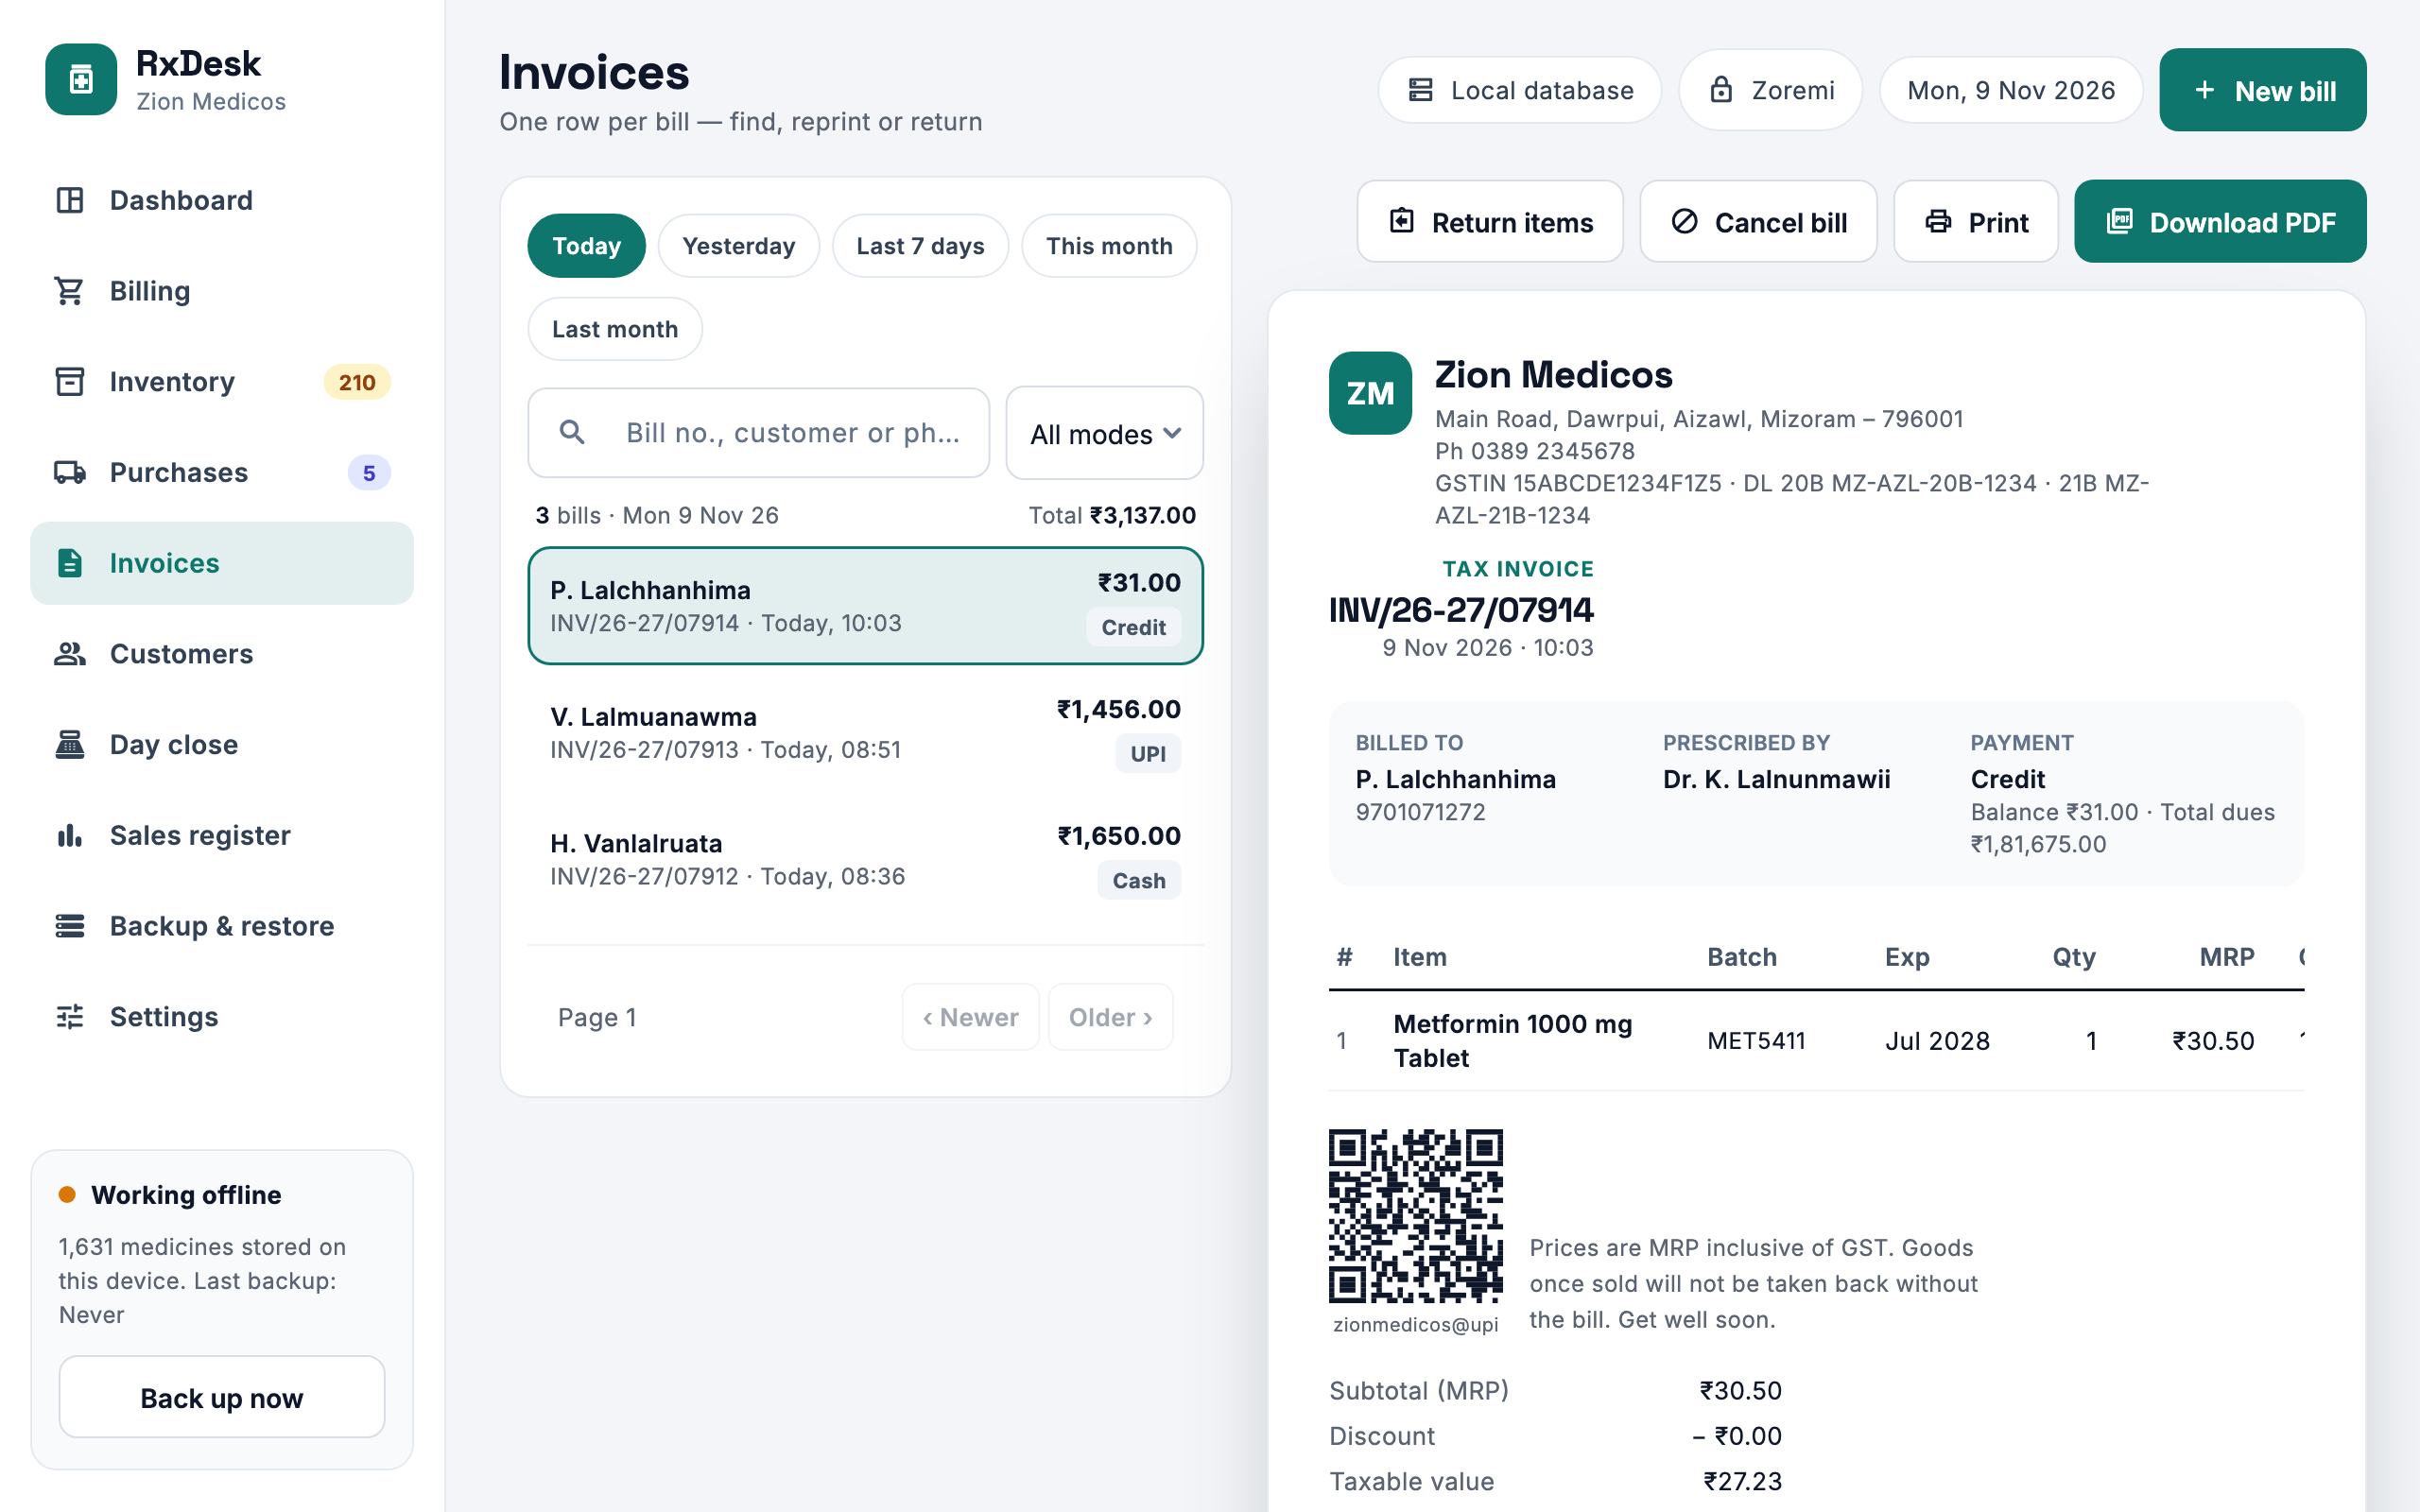 RxDesk
Zion Medicos
Dashboard
Billing
Inventory 210
Purchases 5
Invoices
Customers
Day close
Sales register
Backup & restore
Settings
Working offline
1,631 medicines stored on
this device. Last backup:
Never
Back up now
Invoices
One row per bill — find, reprint or return
Local database
Zoremi
Mon, 9 Nov 2026
+ New bill
Today
Yesterday
Last 7 days
This month
Last month
Bill no., customer or ph...
All modes
3 bills · Mon 9 Nov 26
Total ₹3,137.00
P. Lalchhanhima ₹31.00
INV/26-27/07914 · Today, 10:03 Credit
V. Lalmuanawma ₹1,456.00
INV/26-27/07913 · Today, 08:51 UPI
H. Vanlalruata ₹1,650.00
INV/26-27/07912 · Today, 08:36 Cash
Page 1
‹ Newer
Older ›
Return items
Cancel bill
Print
PDF Download PDF
ZM
Zion Medicos
Main Road, Dawrpui, Aizawl, Mizoram – 796001
Ph 0389 2345678
GSTIN 15ABCDE1234F1Z5 · DL 20B MZ-AZL-20B-1234 · 21B MZ-
AZL-21B-1234
TAX INVOICE
INV/26-27/07914
9 Nov 2026 · 10:03
BILLED TO
P. Lalchhanhima
9701071272
PRESCRIBED BY
Dr. K. Lalnunmawii
PAYMENT
Credit
Balance ₹31.00 · Total dues
₹1,81,675.00
# Item Batch Exp Qty MRP
1 Metformin 1000 mg MET5411 Jul 2028 1 ₹30.50
Tablet
zionmedicos@upi
Prices are MRP inclusive of GST. Goods
once sold will not be taken back without
the bill. Get well soon.
Subtotal (MRP) ₹30.50
Discount – ₹0.00
Taxable value ₹27.23